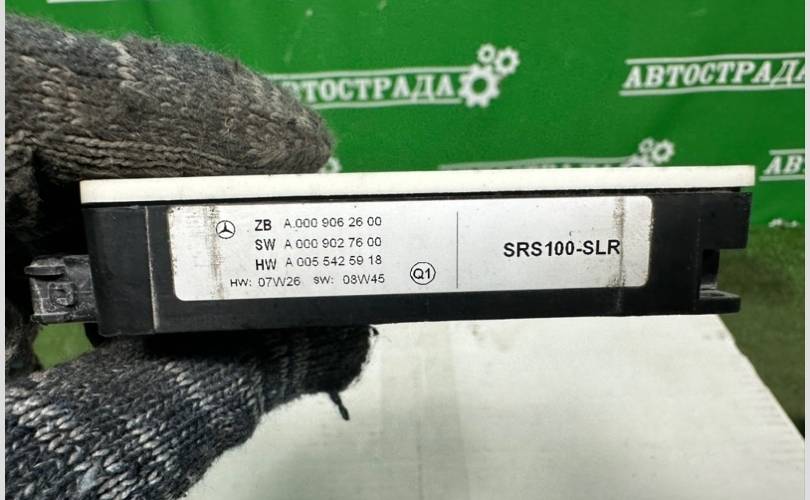 АВТОСТРАДА
АВТОСТРАДА
АВТОСТРАДА
ZB A.000 906 26 00
SW A 000 902 76 00
HW A 005 542 59 18
HW: 07W26 SW: 08W45
Q1
SRS100-SLR